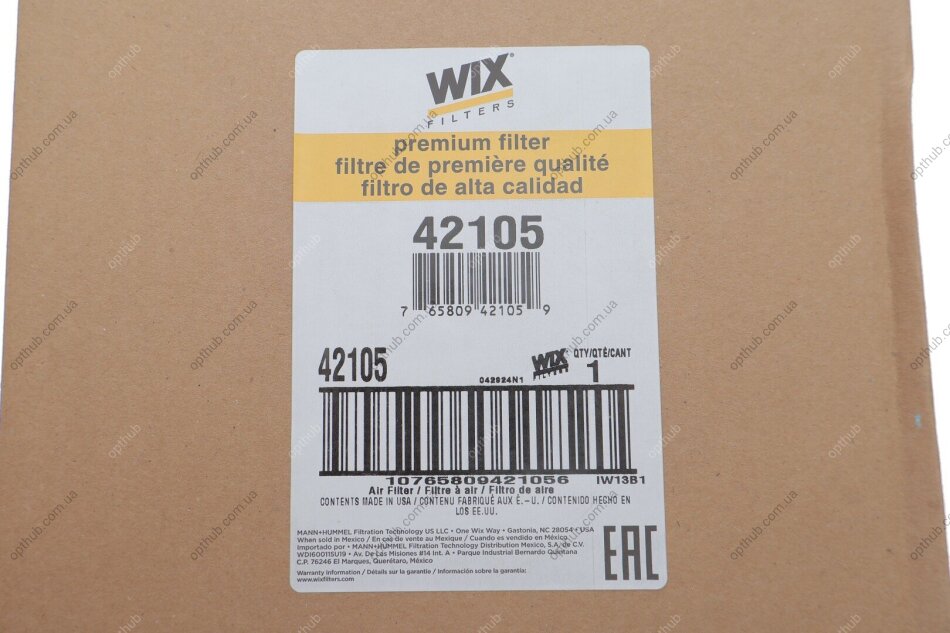 WIX
FILTERS
premium filter
filtre de première qualité
filtro de alta calidad
42105
7 65809 42105 9
42105
042924N1
WIX
FILTERS
QTY/QTÉ/CANT
1
10765809421056
IW13B1
Air Filter / Filtre à air / Filtro de aire
CONTENTS MADE IN USA / CONTENU FABRIQUÉ AUX É.-U. / CONTENIDO HECHO EN
LOS EE.UU.
MANN+HUMMEL Filtration Technology US LLC • One Wix Way • Gastonia, NC 28054 • USA
When sold in Mexico / En cas de vente au Mexique / Cuando es vendido en México
Importado por • MANN+HUMMEL Filtration Technology Distribution Mexico, S.A. de C.V.
WDI600115U19 • Av. De Las Misiones #14 Int. A • Parque Industrial Bernardo Quintana
C.P. 76246 El Marques, Querétaro, México
Warranty information / Détails sur la garantie / Información sobre la garantía
www.wixfilters.com
EAC
opthub.com.ua